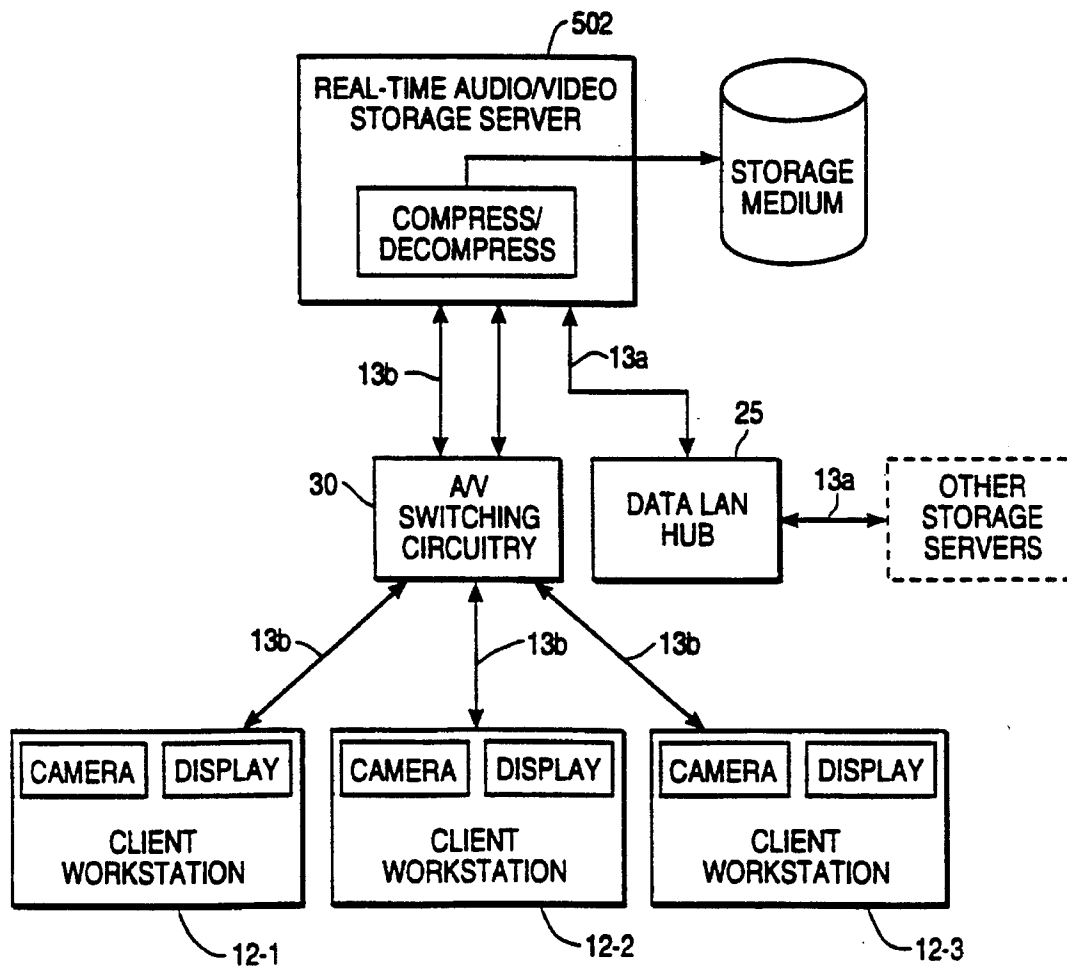 502
REAL-TIME AUDIO/VIDEO
STORAGE SERVER
COMPRESS/
DECOMPRESS
STORAGE
MEDIUM
13b
13a
25
30
A/V
SWITCHING
CIRCUITRY
DATA LAN
HUB
13a
OTHER
STORAGE
SERVERS
13b
13b
13b
CAMERA
DISPLAY
CLIENT
WORKSTATION
CAMERA
DISPLAY
CLIENT
WORKSTATION
CAMERA
DISPLAY
CLIENT
WORKSTATION
12-1
12-2
12-3